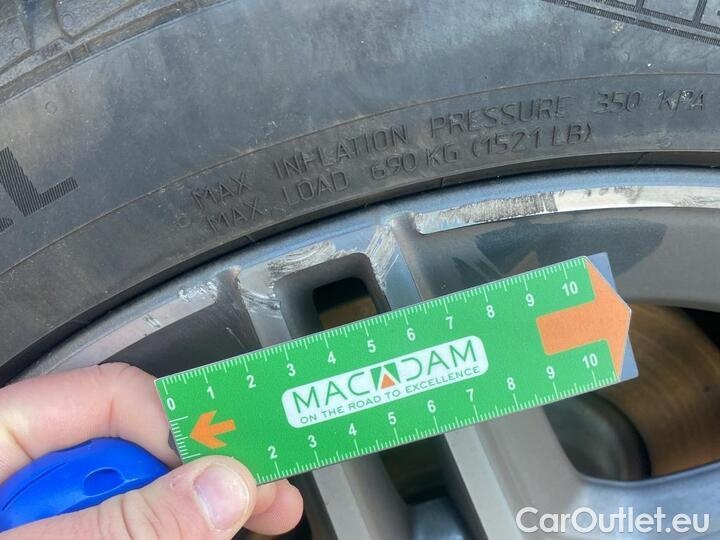 MAX INFLATION PRESSURE 350 KPA
MAX. LOAD 690 KG (1521 LB)
XL
0 1 2 3 4 5 6 7 8 9 10
MACADAM
ON THE ROAD TO EXCELLENCE
2 3 4 5 6 7 8 9 10
CarOutlet.eu